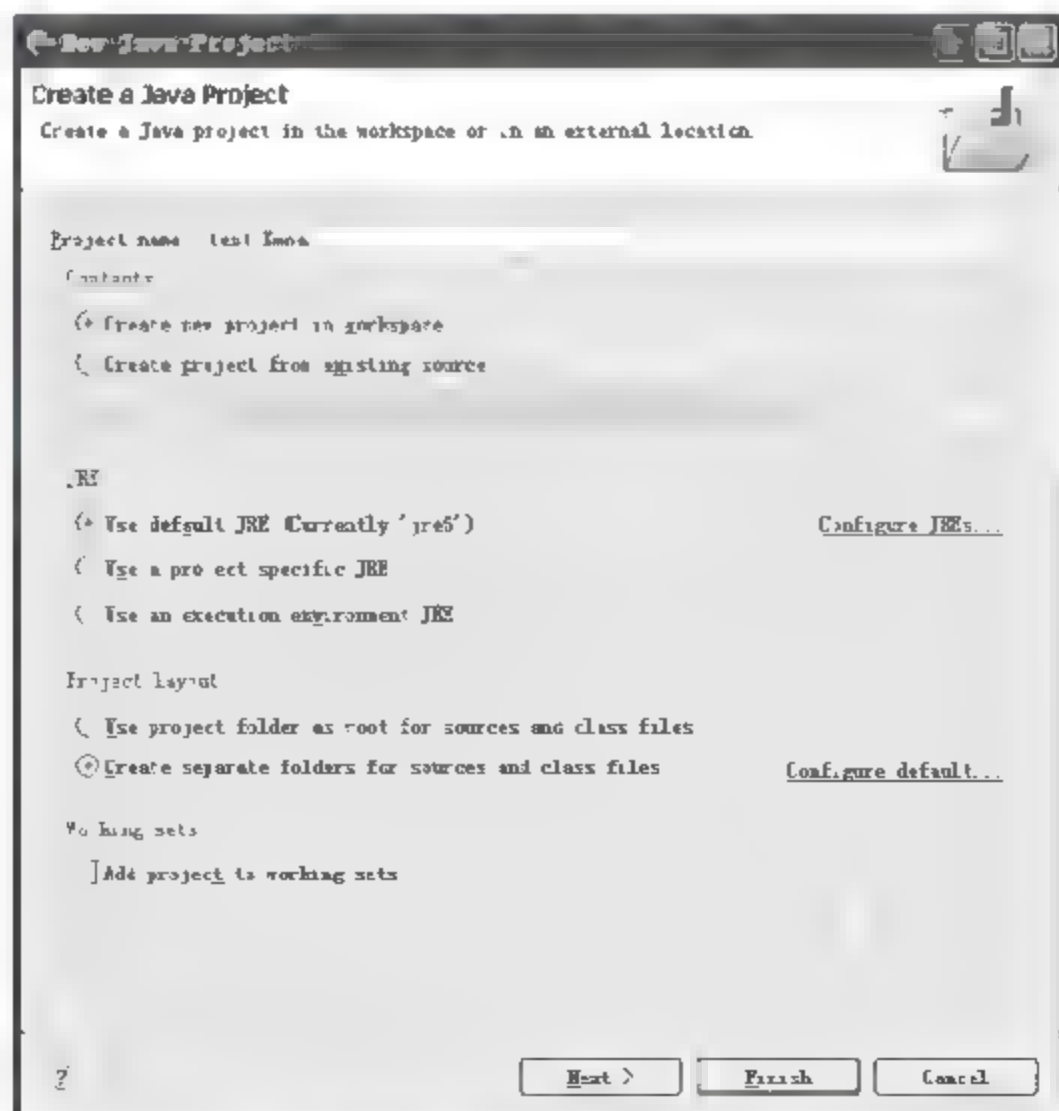 New Java Project
Create a Java Project
Create a Java project in the workspace or in an external location
Project name
Contents
Create new project in workspace
Create project from existing source
JRE
Use default JRE (Currently 'jre6') Configure JREs...
Use a project specific JRE
Use an execution environment JRE
Project layout
Use project folder as root for sources and class files
Create separate folders for sources and class files Configure default...
Working sets
Add project to working sets
? Next > Finish Cancel